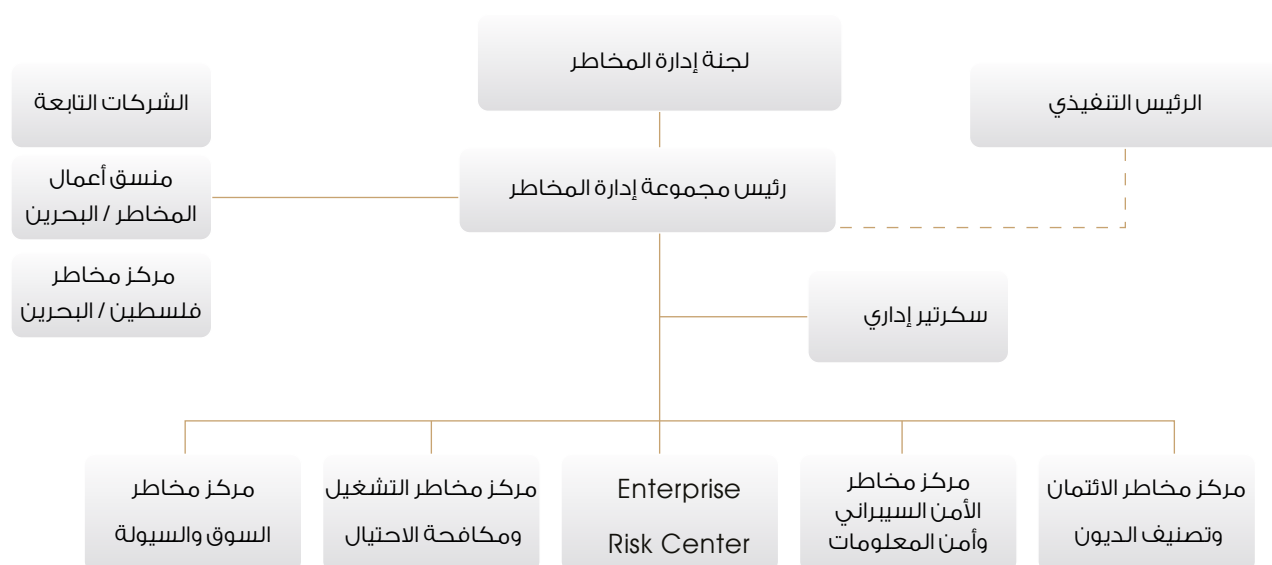 لجنة إدارة المخاطر
الرئيس التنفيذي
الشركات التابعة
رئيس مجموعة إدارة المخاطر
منسق أعمال
المخاطر / البحرين
مركز مخاطر
فلسطين / البحرين
سكرتير إداري
مركز مخاطر الائتمان
وتصنيف الديون
مركز مخاطر
الأمن السيبراني
وأمن المعلومات
Enterprise
Risk Center
مركز مخاطر التشغيل
ومكافحة الاحتيال
مركز مخاطر
السوق والسيولة